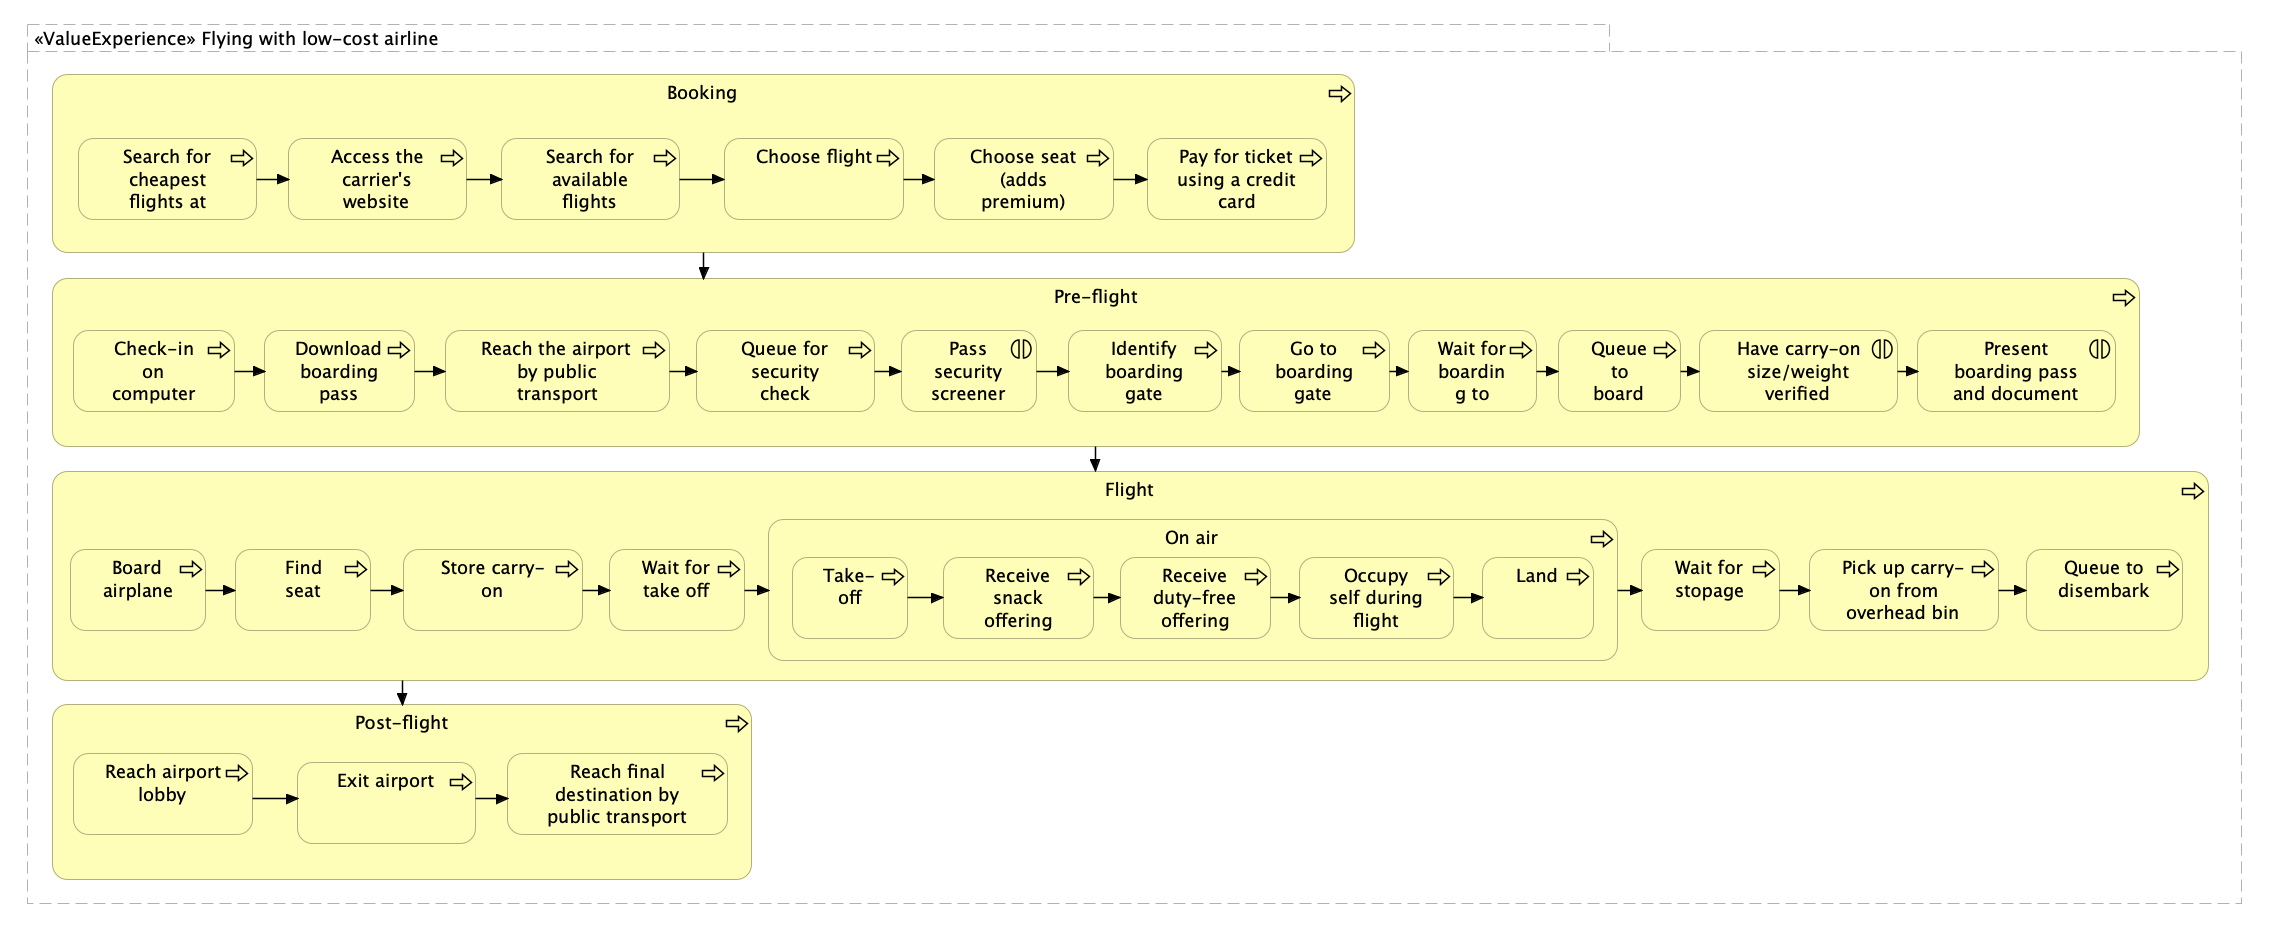 «ValueExperience» Flying with low-cost airline
Booking
Search for
cheapest
flights at
Access the
carrier's
website
Search for
available
flights
Choose flight
Choose seat
(adds
premium)
Pay for ticket
using a credit
card
Pre-flight
Check-in
on
computer
Download
boarding
pass
Reach the airport
by public
transport
Queue for
security
check
Pass
security
screener
Identify
boarding
gate
Go to
boarding
gate
Wait for
boardin
g to
Queue
to
board
Have carry-on
size/weight
verified
Present
boarding pass
and document
Flight
Board
airplane
Find
seat
Store carry-
on
Wait for
take off
On air
Take-
off
Receive
snack
offering
Receive
duty-free
offering
Occupy
self during
flight
Land
Wait for
stopage
Pick up carry-
on from
overhead bin
Queue to
disembark
Post-flight
Reach airport
lobby
Exit airport
Reach final
destination by
public transport